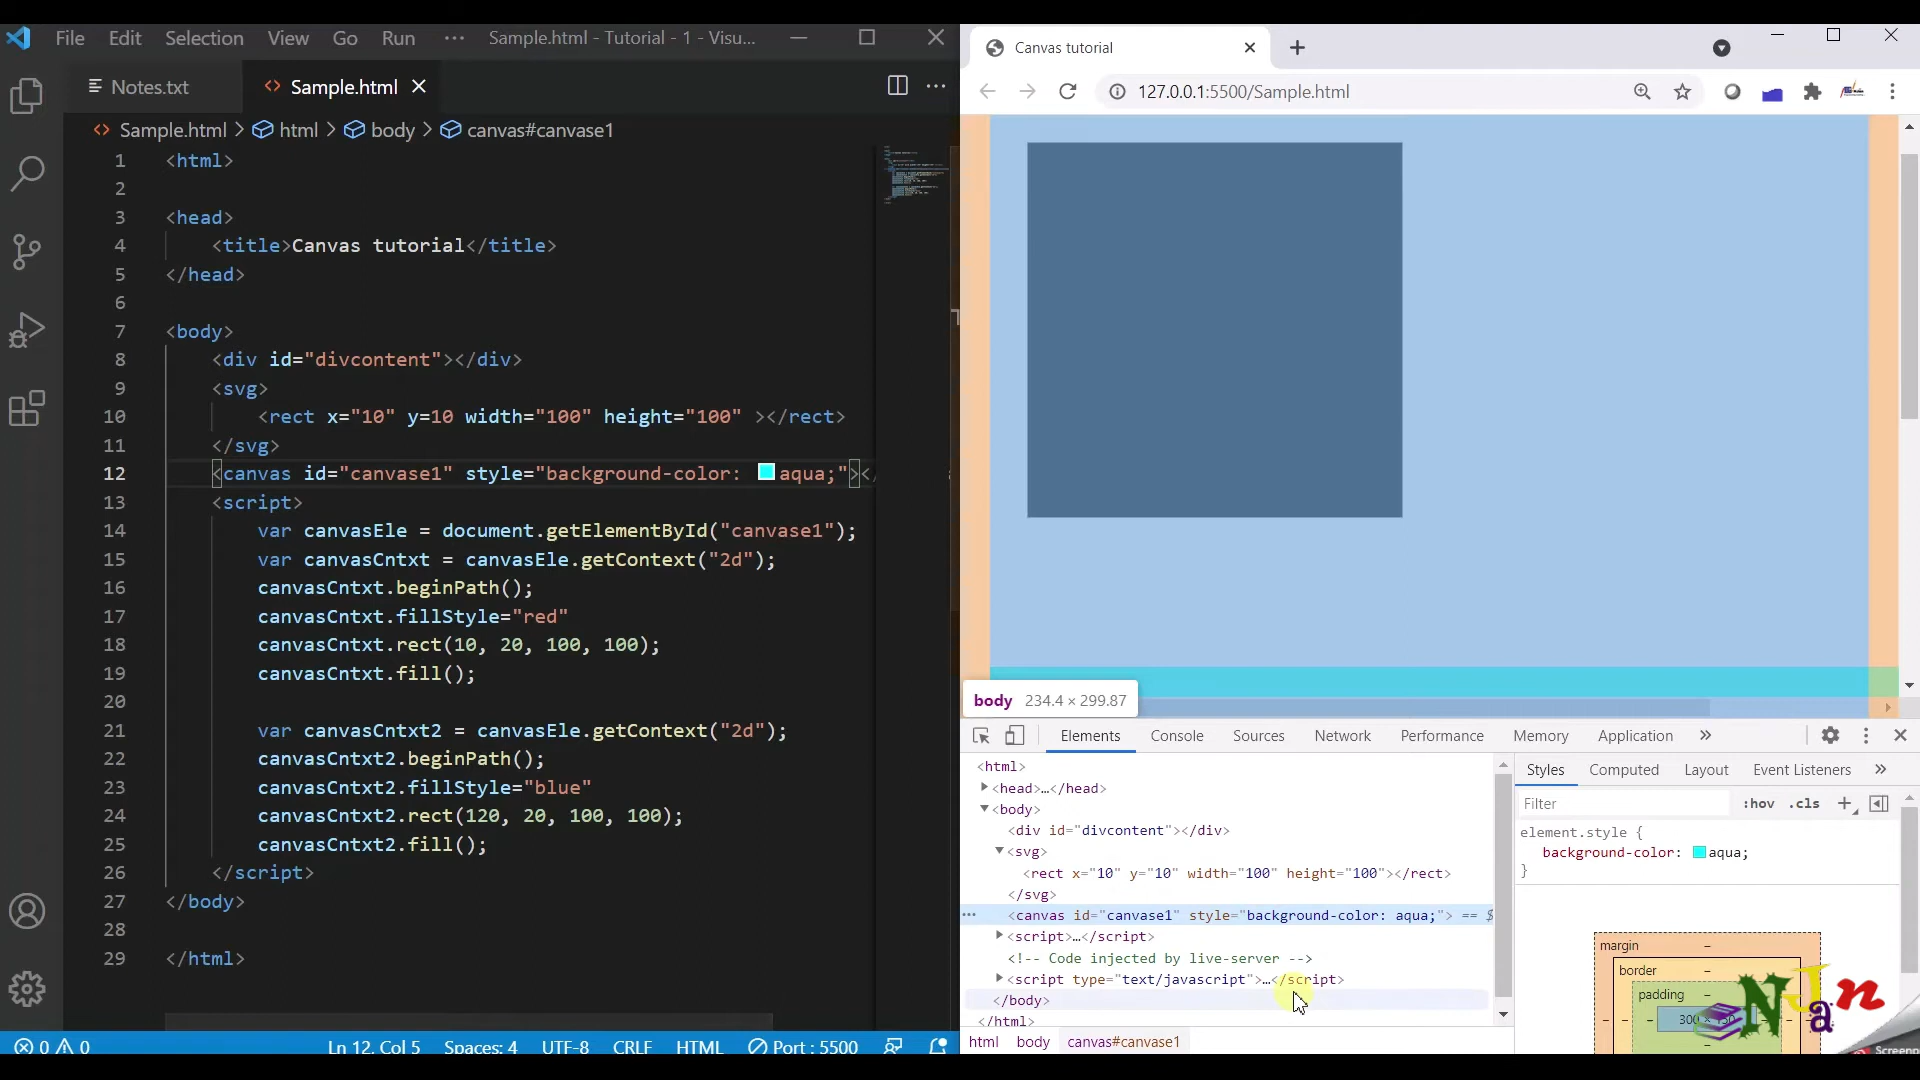 File Edit Selection View Go Run ··· Sample.html - Tutorial - 1 - Visu...
Notes.txt
Sample.html
Sample.html > html > body > canvas#canvase1
1 <html>
2
3 <head>
4 <title>Canvas tutorial</title>
5 </head>
6
7 <body>
8 <div id="divcontent"></div>
9 <svg>
10 <rect x="10" y=10 width="100" height="100" ></rect>
11 </svg>
12 <canvas id="canvase1" style="background-color: aqua;"></
13 <script>
14 var canvasEle = document.getElementById("canvase1");
15 var canvasCntxt = canvasEle.getContext("2d");
16 canvasCntxt.beginPath();
17 canvasCntxt.fillStyle="red"
18 canvasCntxt.rect(10, 20, 100, 100);
19 canvasCntxt.fill();
20
21 var canvasCntxt2 = canvasEle.getContext("2d");
22 canvasCntxt2.beginPath();
23 canvasCntxt2.fillStyle="blue"
24 canvasCntxt2.rect(120, 20, 100, 100);
25 canvasCntxt2.fill();
26 </script>
27 </body>
28
29 </html>
0 0 Ln 12, Col 5 Spaces: 4 UTF-8 CRLF HTML Port : 5500
Canvas tutorial
127.0.0.1:5500/Sample.html
body 234.4 × 299.87
Elements Console Sources Network Performance Memory Application »
<html>
<head>…</head>
<body>
<div id="divcontent"></div>
<svg>
<rect x="10" y="10" width="100" height="100"></rect>
</svg>
··· <canvas id="canvase1" style="background-color: aqua;"> == $
<script>…</script>
<!-- Code injected by live-server -->
<script type="text/javascript">…</script>
</body>
</html>
html body canvas#canvase1
Styles Computed Layout Event Listeners »
Filter :hov .cls +
element.style {
background-color: aqua;
}
margin –
border –
padding –
NJan